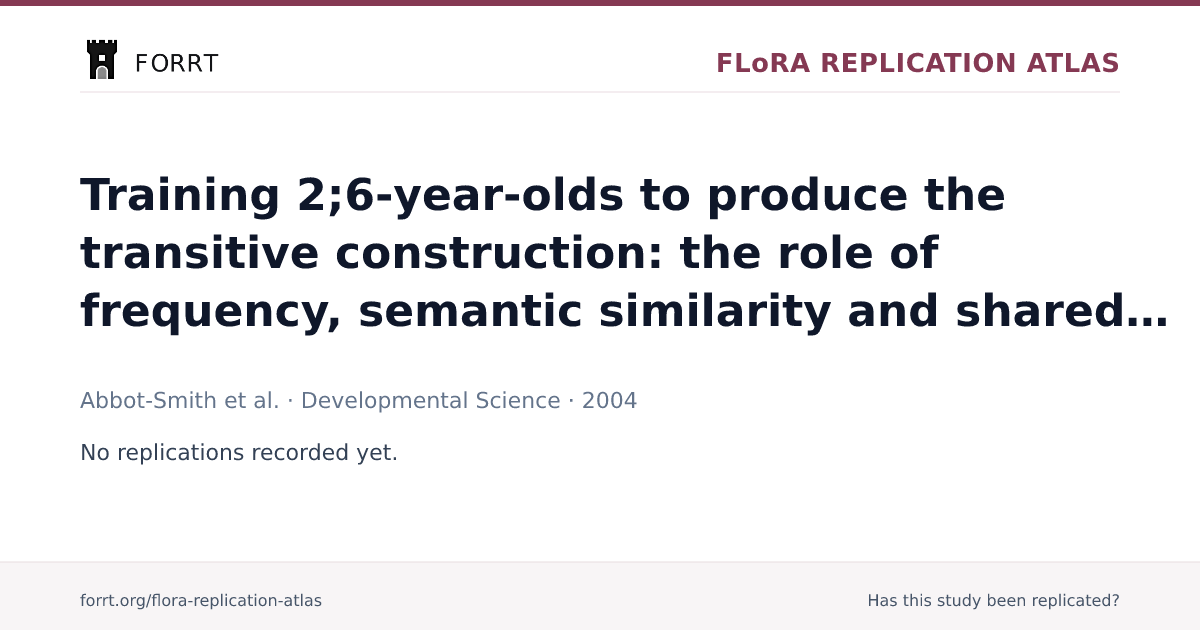 FORRT
FLoRA REPLICATION ATLAS
Training 2;6-year-olds to produce the
transitive construction: the role of
frequency, semantic similarity and shared…
Abbot-Smith et al. · Developmental Science · 2004
No replications recorded yet.
forrt.org/flora-replication-atlas
Has this study been replicated?